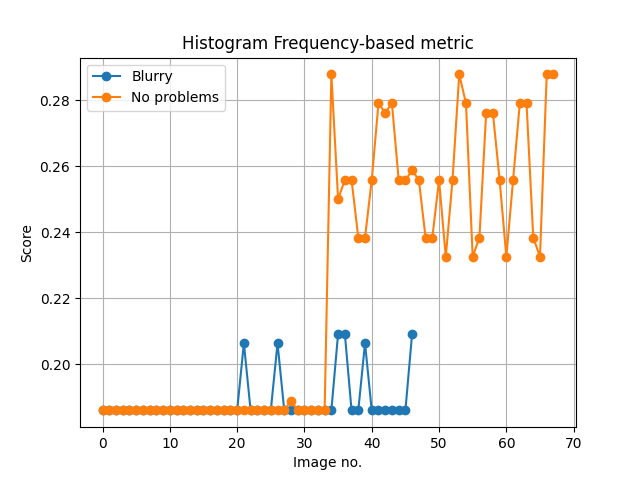 Histogram Frequency-based metric
Blurry
No problems
0.28
0.26
0.24
0.22
0.20
Score
0 10 20 30 40 50 60 70
Image no.